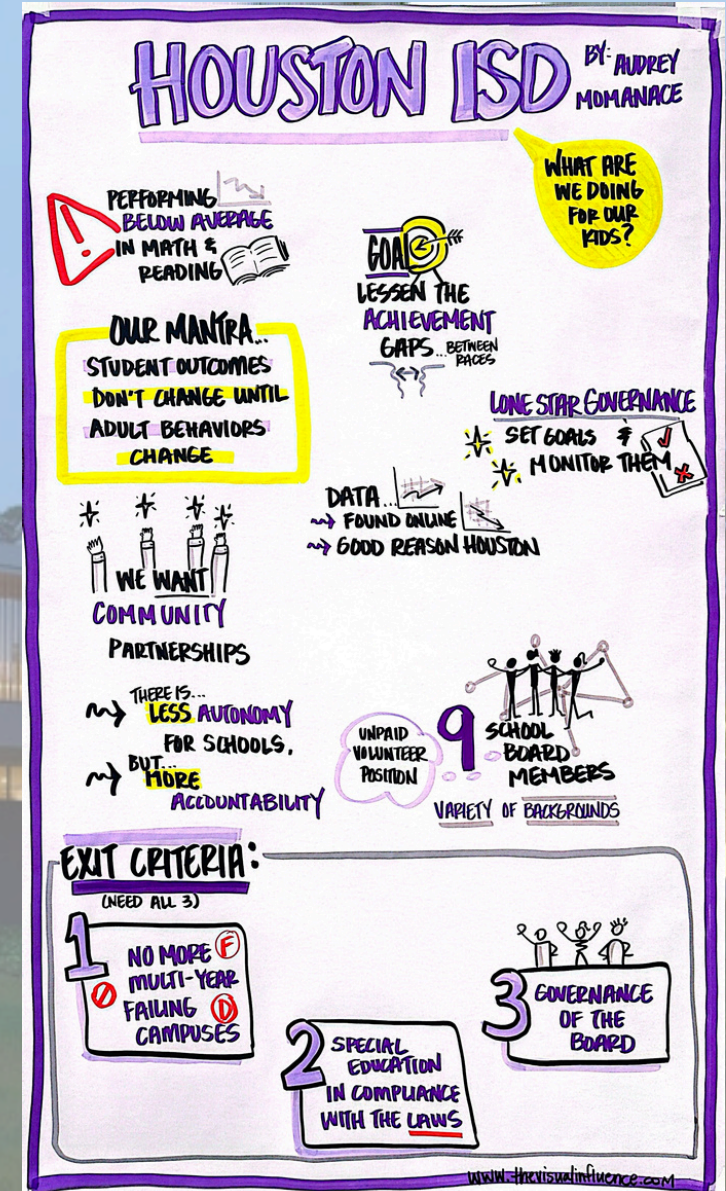 HOUSTON ISD
BY: AUDREY
MOMANACE
WHAT ARE
WE DOING
FOR OUR
KIDS?
PERFORMING
BELOW AVERAGE
IN MATH &
READING
GOAL
LESSEN THE
ACHIEVEMENT
GAPS... BETWEEN
RACES
OUR MANTRA...
STUDENT OUTCOMES
DON'T CHANGE UNTIL
ADULT BEHAVIORS
CHANGE
LONE STAR GOVERNANCE
SET GOALS &
MONITOR THEM
DATA...
FOUND ONLINE
GOOD REASON HOUSTON
WE WANT
COMMUNITY
PARTNERSHIPS
THERE IS...
LESS AUTONOMY
FOR SCHOOLS.
BUT...
MORE
ACCOUNTABILITY
UNPAID
VOLUNTEER
POSITION
9 SCHOOL
BOARD
MEMBERS
VARIETY OF BACKGROUNDS
EXIT CRITERIA:
(NEED ALL 3)
1
NO MORE F
MULTI-YEAR
FAILING D
CAMPUSES
2
SPECIAL
EDUCATION
IN COMPLIANCE
WITH THE LAWS
3
GOVERNANCE
OF THE
BOARD
www.thevisualinfluence.com